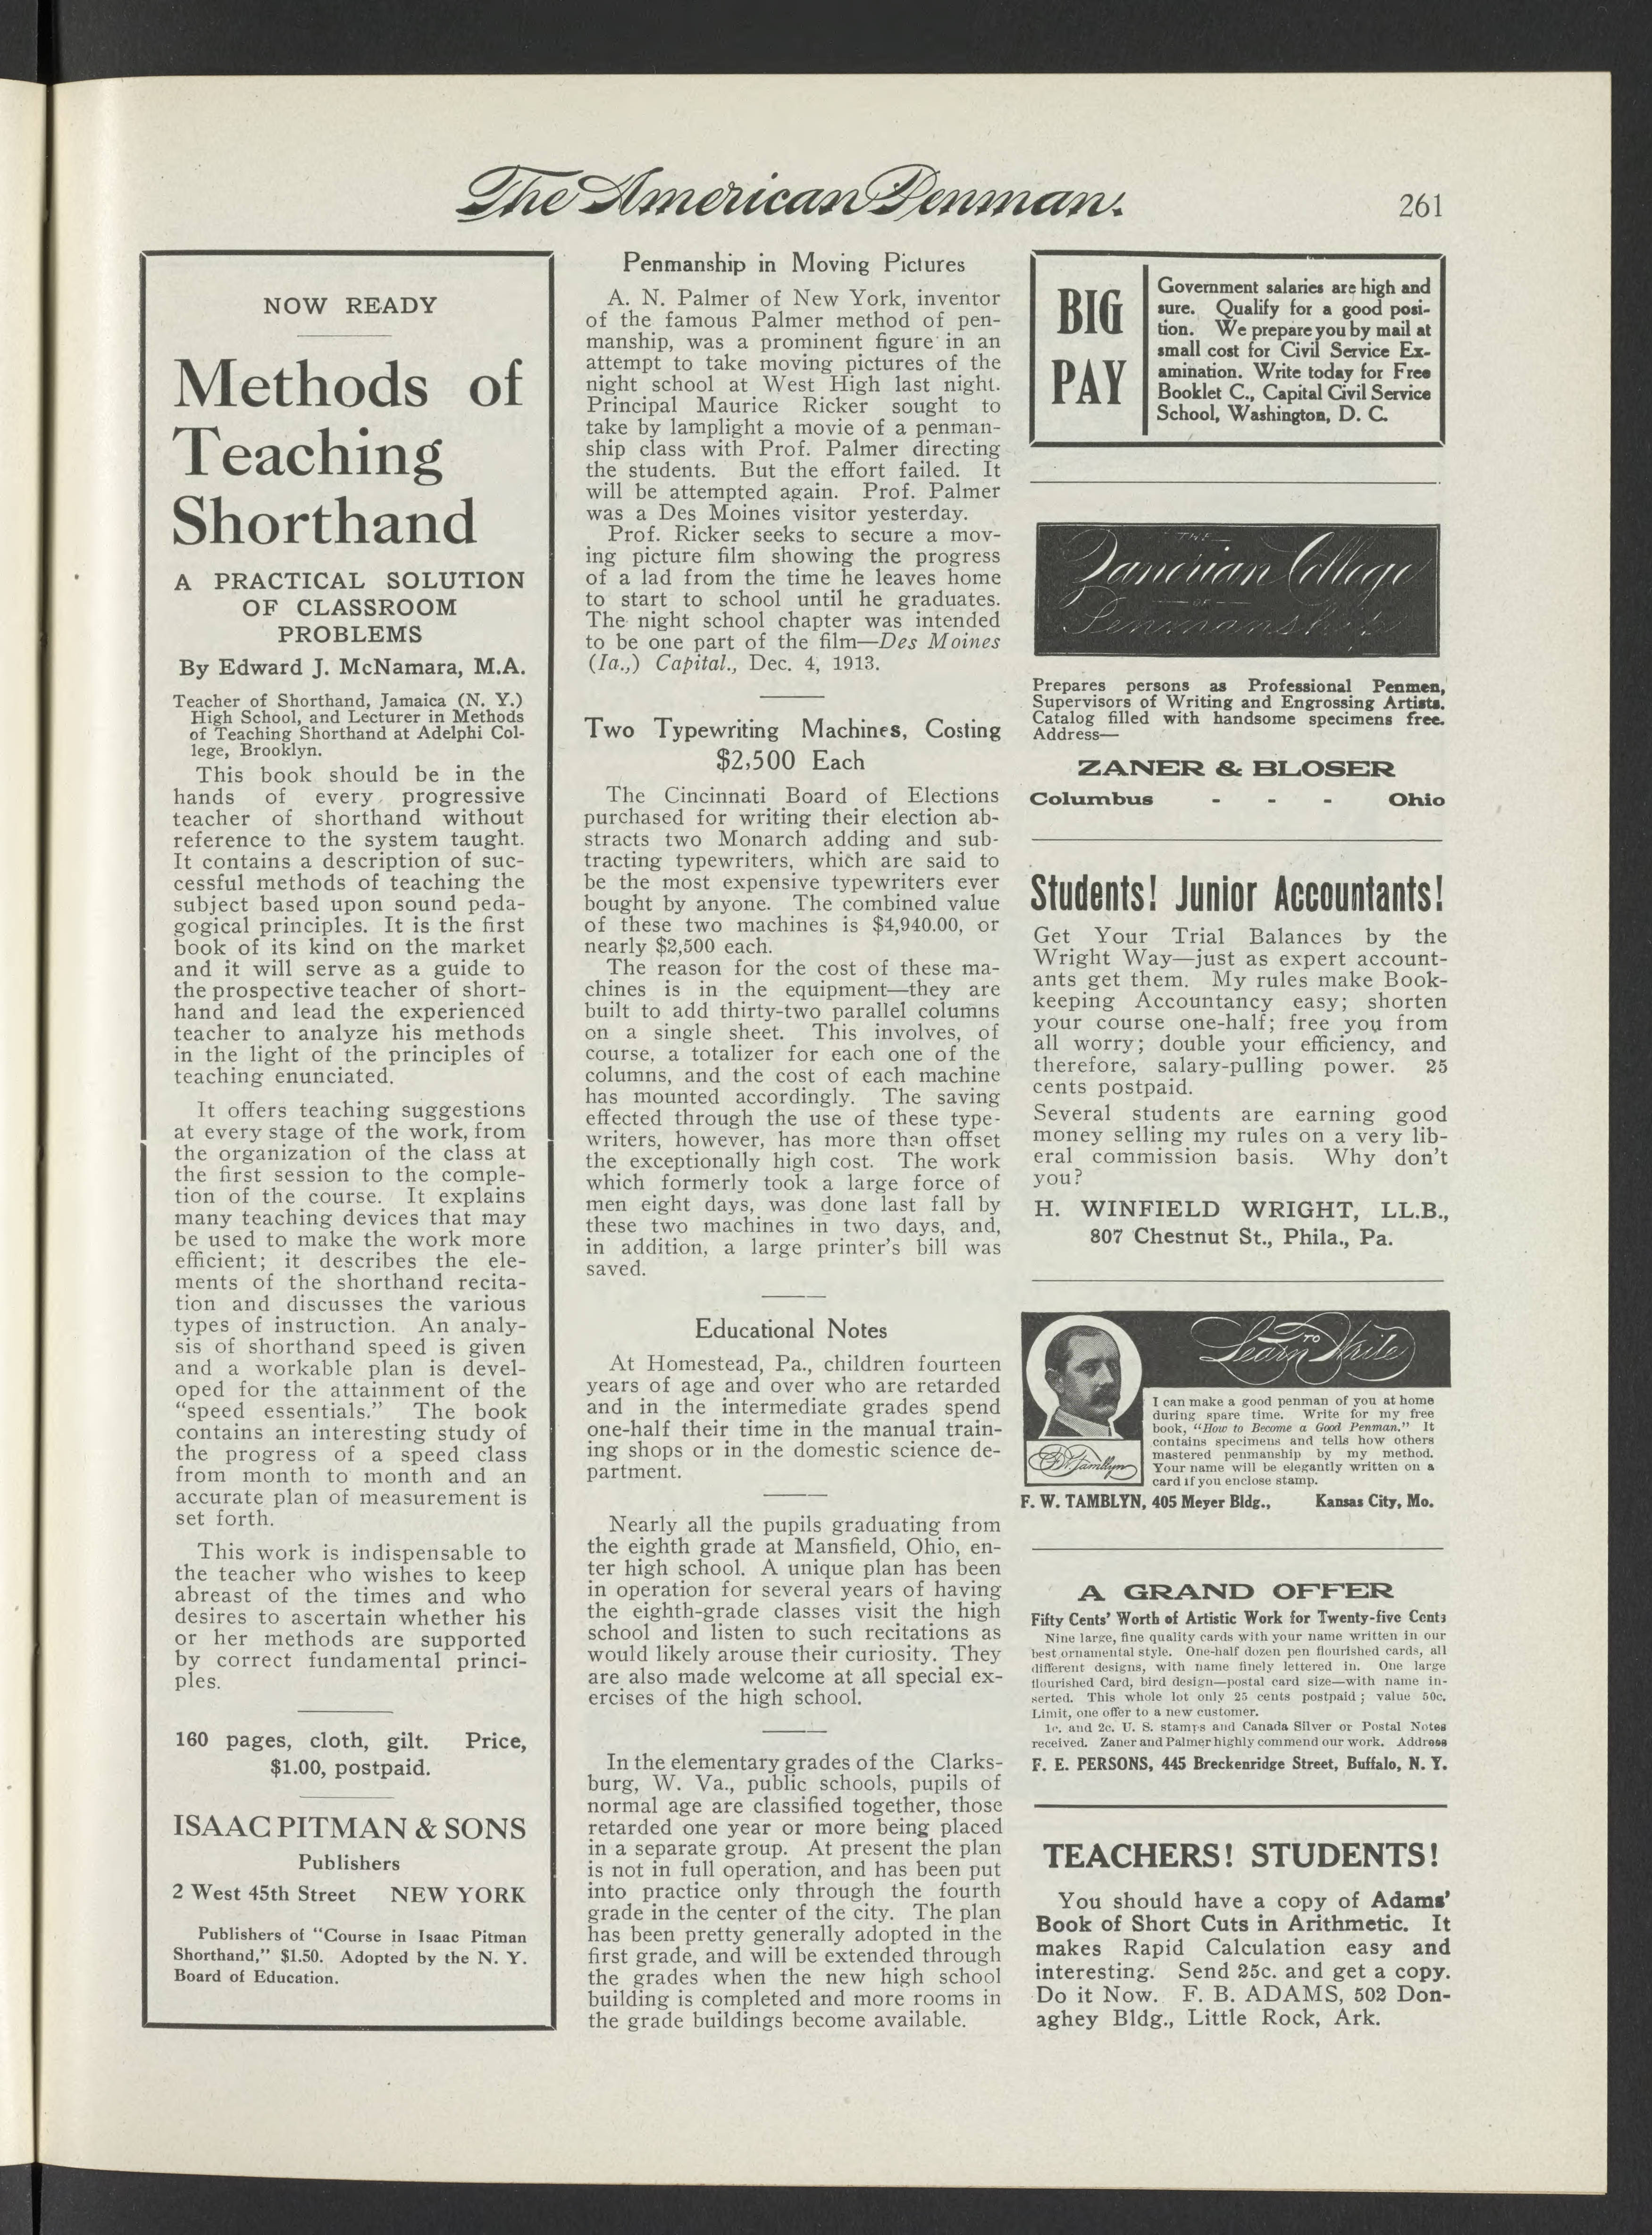 The American Penman.
261
NOW READY
Methods of
Teaching
Shorthand
A PRACTICAL SOLUTION
OF CLASSROOM
PROBLEMS
By Edward J. McNamara, M.A.
Teacher of Shorthand, Jamaica (N. Y.)
High School, and Lecturer in Methods
of Teaching Shorthand at Adelphi Col-
lege, Brooklyn.
This book should be in the
hands of every progressive
teacher of shorthand without
reference to the system taught.
It contains a description of suc-
cessful methods of teaching the
subject based upon sound peda-
gogical principles. It is the first
book of its kind on the market
and it will serve as a guide to
the prospective teacher of short-
hand and lead the experienced
teacher to analyze his methods
in the light of the principles of
teaching enunciated.
It offers teaching suggestions
at every stage of the work, from
the organization of the class at
the first session to the comple-
tion of the course. It explains
many teaching devices that may
be used to make the work more
efficient; it describes the ele-
ments of the shorthand recita-
tion and discusses the various
types of instruction. An analy-
sis of shorthand speed is given
and a workable plan is devel-
oped for the attainment of the
“speed essentials.” The book
contains an interesting study of
the progress of a speed class
from month to month and an
accurate plan of measurement is
set forth.
This work is indispensable to
the teacher who wishes to keep
abreast of the times and who
desires to ascertain whether his
or her methods are supported
by correct fundamental princi-
ples.
160 pages, cloth, gilt. Price,
$1.00, postpaid.
ISAAC PITMAN & SONS
Publishers
2 West 45th Street NEW YORK
Publishers of “Course in Isaac Pitman
Shorthand,” $1.50. Adopted by the N. Y.
Board of Education.
Penmanship in Moving Pictures
A. N. Palmer of New York, inventor
of the famous Palmer method of pen-
manship, was a prominent figure in an
attempt to take moving pictures of the
night school at West High last night.
Principal Maurice Ricker sought to
take by lamplight a movie of a penman-
ship class with Prof. Palmer directing
the students. But the effort failed. It
will be attempted again. Prof. Palmer
was a Des Moines visitor yesterday.
Prof. Ricker seeks to secure a mov-
ing picture film showing the progress
of a lad from the time he leaves home
to start to school until he graduates.
The night school chapter was intended
to be one part of the film—Des Moines
(Ia.,) Capital., Dec. 4, 1913.
Two Typewriting Machines, Costing
$2,500 Each
The Cincinnati Board of Elections
purchased for writing their election ab-
stracts two Monarch adding and sub-
tracting typewriters, which are said to
be the most expensive typewriters ever
bought by anyone. The combined value
of these two machines is $4,940.00, or
nearly $2,500 each.
The reason for the cost of these ma-
chines is in the equipment—they are
built to add thirty-two parallel columns
on a single sheet. This involves, of
course, a totalizer for each one of the
columns, and the cost of each machine
has mounted accordingly. The saving
effected through the use of these type-
writers, however, has more than offset
the exceptionally high cost. The work
which formerly took a large force of
men eight days, was done last fall by
these two machines in two days, and,
in addition, a large printer's bill was
saved.
Educational Notes
At Homestead, Pa., children fourteen
years of age and over who are retarded
and in the intermediate grades spend
one-half their time in the manual train-
ing shops or in the domestic science de-
partment.
Nearly all the pupils graduating from
the eighth grade at Mansfield, Ohio, en-
ter high school. A unique plan has been
in operation for several years of having
the eighth-grade classes visit the high
school and listen to such recitations as
would likely arouse their curiosity. They
are also made welcome at all special ex-
ercises of the high school.
In the elementary grades of the Clarks-
burg, W. Va., public schools, pupils of
normal age are classified together, those
retarded one year or more being placed
in a separate group. At present the plan
is not in full operation, and has been put
into practice only through the fourth
grade in the center of the city. The plan
has been pretty generally adopted in the
first grade, and will be extended through
the grades when the new high school
building is completed and more rooms in
the grade buildings become available.
BIG
PAY
Government salaries are high and
sure. Qualify for a good posi-
tion. We prepare you by mail at
small cost for Civil Service Ex-
amination. Write today for Free
Booklet C., Capital Civil Service
School, Washington, D. C.
THE
Zanerian College
OF
Penmanship
Prepares persons as Professional Penmen,
Supervisors of Writing and Engrossing Artists.
Catalog filled with handsome specimens free.
Address—
ZANER & BLOSER
Columbus - - - Ohio
Students! Junior Accountants!
Get Your Trial Balances by the
Wright Way—just as expert account-
ants get them. My rules make Book-
keeping Accountancy easy; shorten
your course one-half; free you from
all worry; double your efficiency, and
therefore, salary-pulling power. 25
cents postpaid.
Several students are earning good
money selling my rules on a very lib-
eral commission basis. Why don't
you?
H. WINFIELD WRIGHT, LL.B.,
807 Chestnut St., Phila., Pa.
Learn TO Write
I can make a good penman of you at home
during spare time. Write for my free
book, “How to Become a Good Penman.” It
contains specimens and tells how others
mastered penmanship by my method.
Your name will be elegantly written on a
card if you enclose stamp.
F. W. Tamblyn
F. W. TAMBLYN, 405 Meyer Bldg., Kansas City, Mo.
A GRAND OFFER
Fifty Cents' Worth of Artistic Work for Twenty-five Cents
Nine large, fine quality cards with your name written in our
best ornamental style. One-half dozen pen flourished cards, all
different designs, with name finely lettered in. One large
flourished Card, bird design—postal card size—with name in-
serted. This whole lot only 25 cents postpaid; value 50c.
Limit, one offer to a new customer.
1c. and 2c. U. S. stamps and Canada Silver or Postal Notes
received. Zaner and Palmer highly commend our work. Address
F. E. PERSONS, 445 Breckenridge Street, Buffalo, N. Y.
TEACHERS! STUDENTS!
You should have a copy of Adams'
Book of Short Cuts in Arithmetic. It
makes Rapid Calculation easy and
interesting. Send 25c. and get a copy.
Do it Now. F. B. ADAMS, 502 Don-
aghey Bldg., Little Rock, Ark.